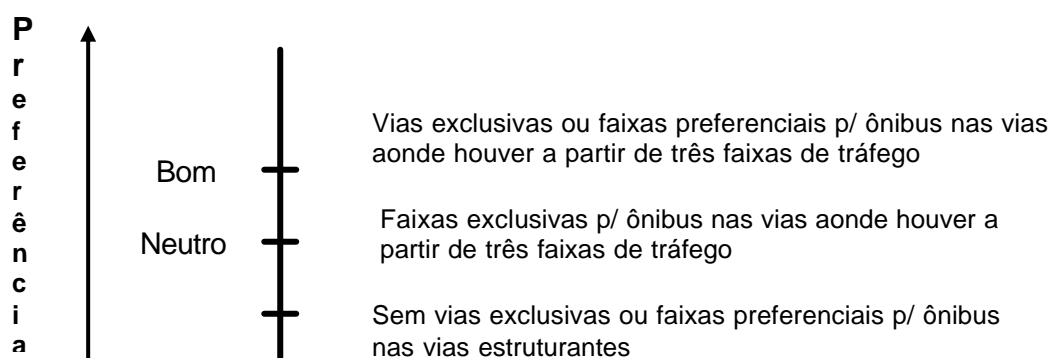 Preferência
Vias exclusivas ou faixas preferenciais p/ ônibus nas vias
aonde houver a partir de três faixas de tráfego
Bom
Faixas exclusivas p/ ônibus nas vias aonde houver a
partir de três faixas de tráfego
Neutro
Sem vias exclusivas ou faixas preferenciais p/ ônibus
nas vias estruturantes